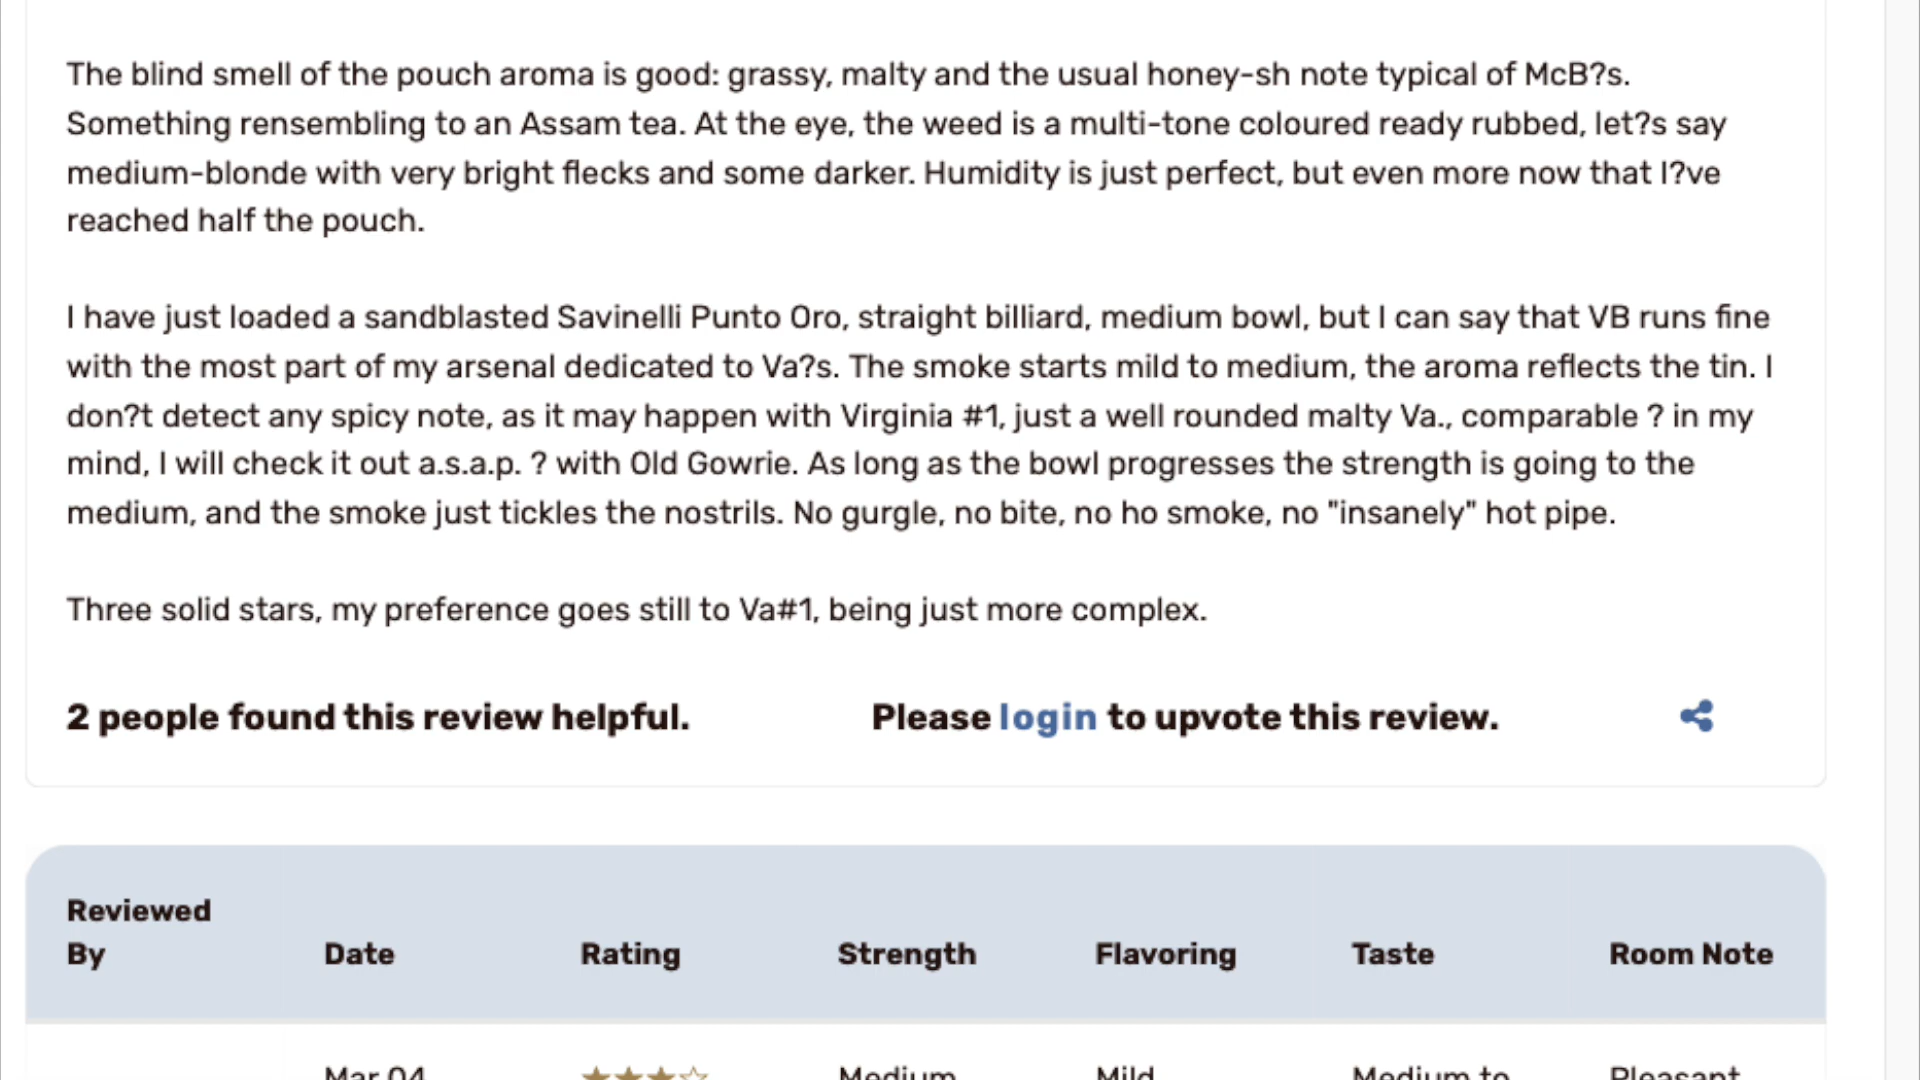 The blind smell of the pouch aroma is good: grassy, malty and the usual honey-sh note typical of McB?s.
Something rensembling to an Assam tea. At the eye, the weed is a multi-tone coloured ready rubbed, let?s say
medium-blonde with very bright flecks and some darker. Humidity is just perfect, but even more now that I?ve
reached half the pouch.
I have just loaded a sandblasted Savinelli Punto Oro, straight billiard, medium bowl, but I can say that VB runs fine
with the most part of my arsenal dedicated to Va?s. The smoke starts mild to medium, the aroma reflects the tin. I
don?t detect any spicy note, as it may happen with Virginia #1, just a well rounded malty Va., comparable ? in my
mind, I will check it out a.s.a.p. ? with Old Gowrie. As long as the bowl progresses the strength is going to the
medium, and the smoke just tickles the nostrils. No gurgle, no bite, no ho smoke, no "insanely" hot pipe.
Three solid stars, my preference goes still to Va#1, being just more complex.
2 people found this review helpful. Please login to upvote this review.
Reviewed
By Date Rating Strength Flavoring Taste Room Note
Mar 04 Medium Mild Medium to Pleasant